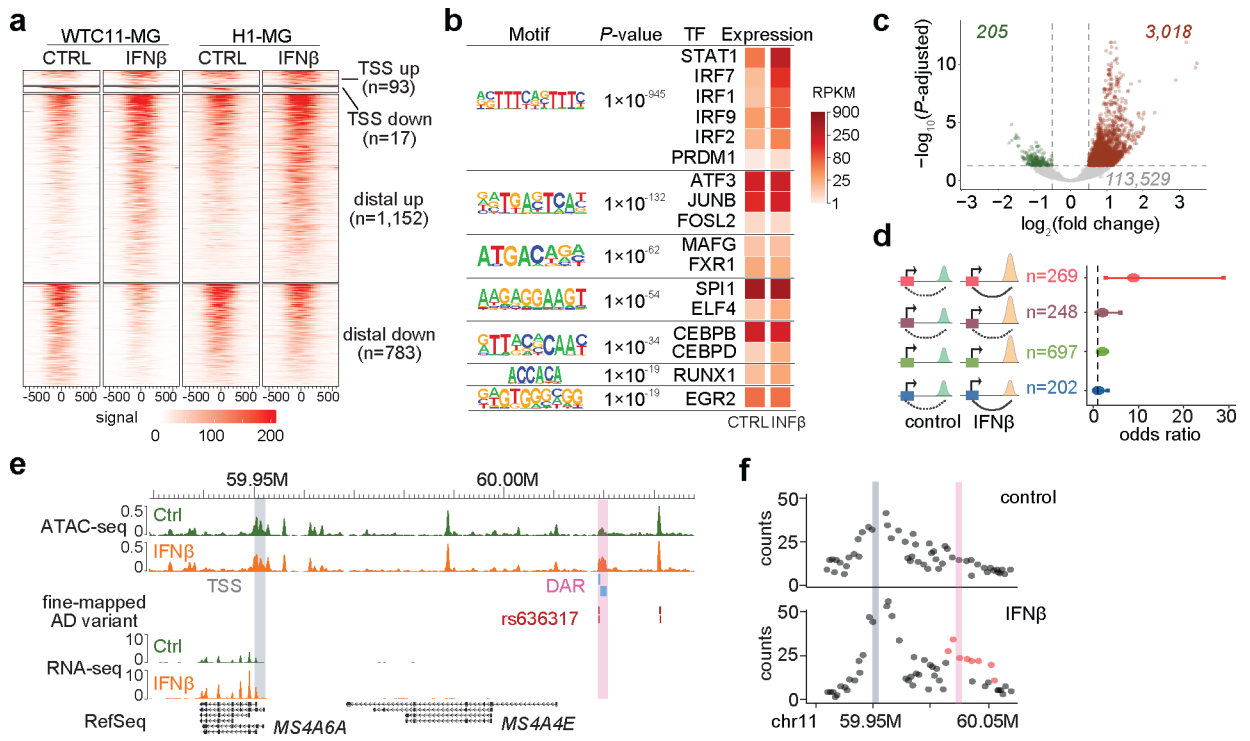 a
WTC11-MG H1-MG
CTRL IFNβ CTRL IFNβ
TSS up
(n=93)
TSS down
(n=17)
distal up
(n=1,152)
distal down
(n=783)
-500 0 500 -500 0 500 -500 0 500 -500 0 500
signal
0 100 200
b
Motif P-value TF Expression
STAT1
IRF7
IRF1
1×10^-945
IRF9
IRF2
PRDM1
ATF3
1×10^-132 JUNB
FOSL2
1×10^-62 MAFG
FXR1
1×10^-54 SPI1
ELF4
1×10^-34 CEBPB
CEBPD
ACCACA 1×10^-19 RUNX1
1×10^-19 EGR2
CTRL INFβ
RPKM
900
250
80
25
1
c
205 3,018
113,529
10
5
0
−log10(P-adjusted)
−3 −2 −1 0 1 2 3
log2(fold change)
d
n=269
n=248
n=697
n=202
control IFNβ
0 10 20 30
odds ratio
e
59.95M 60.00M
ATAC-seq
Ctrl
0.5
0
IFNβ
0.5
0
TSS DAR
fine-mapped
AD variant
rs636317
RNA-seq
Ctrl
10
0
IFNβ
10
0
RefSeq
MS4A6A MS4A4E
f
control
counts
50
25
0
IFNβ
counts
50
25
0
chr11 59.95M 60.05M